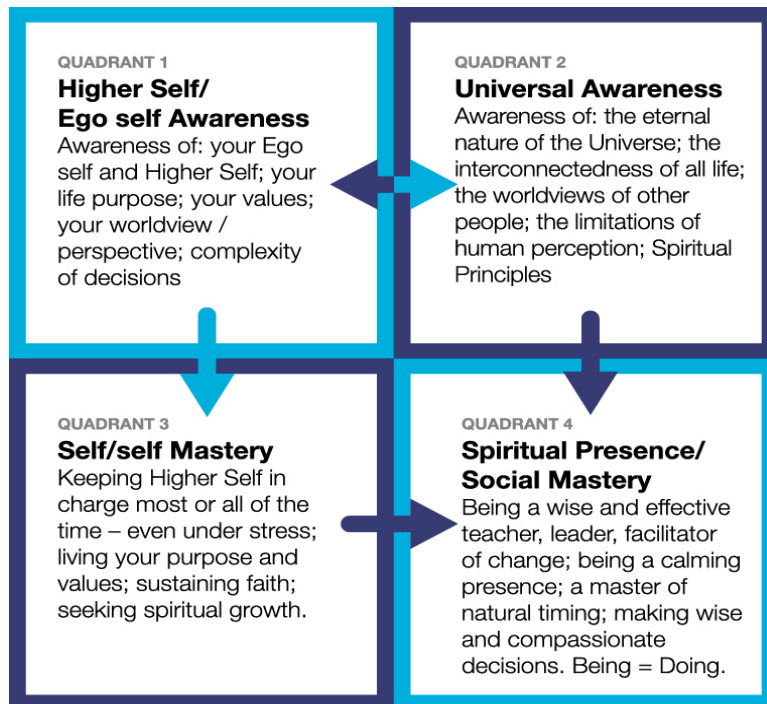 QUADRANT 1
Higher Self/
Ego self Awareness
Awareness of: your Ego
self and Higher Self; your
life purpose; your values;
your worldview /
perspective; complexity
of decisions
QUADRANT 2
Universal Awareness
Awareness of: the eternal
nature of the Universe; the
interconnectedness of all life;
the worldviews of other
people; the limitations of
human perception; Spiritual
Principles
QUADRANT 3
Self/self Mastery
Keeping Higher Self in
charge most or all of the
time – even under stress;
living your purpose and
values; sustaining faith;
seeking spiritual growth.
QUADRANT 4
Spiritual Presence/
Social Mastery
Being a wise and effective
teacher, leader, facilitator
of change; being a calming
presence; a master of
natural timing; making wise
and compassionate
decisions. Being = Doing.